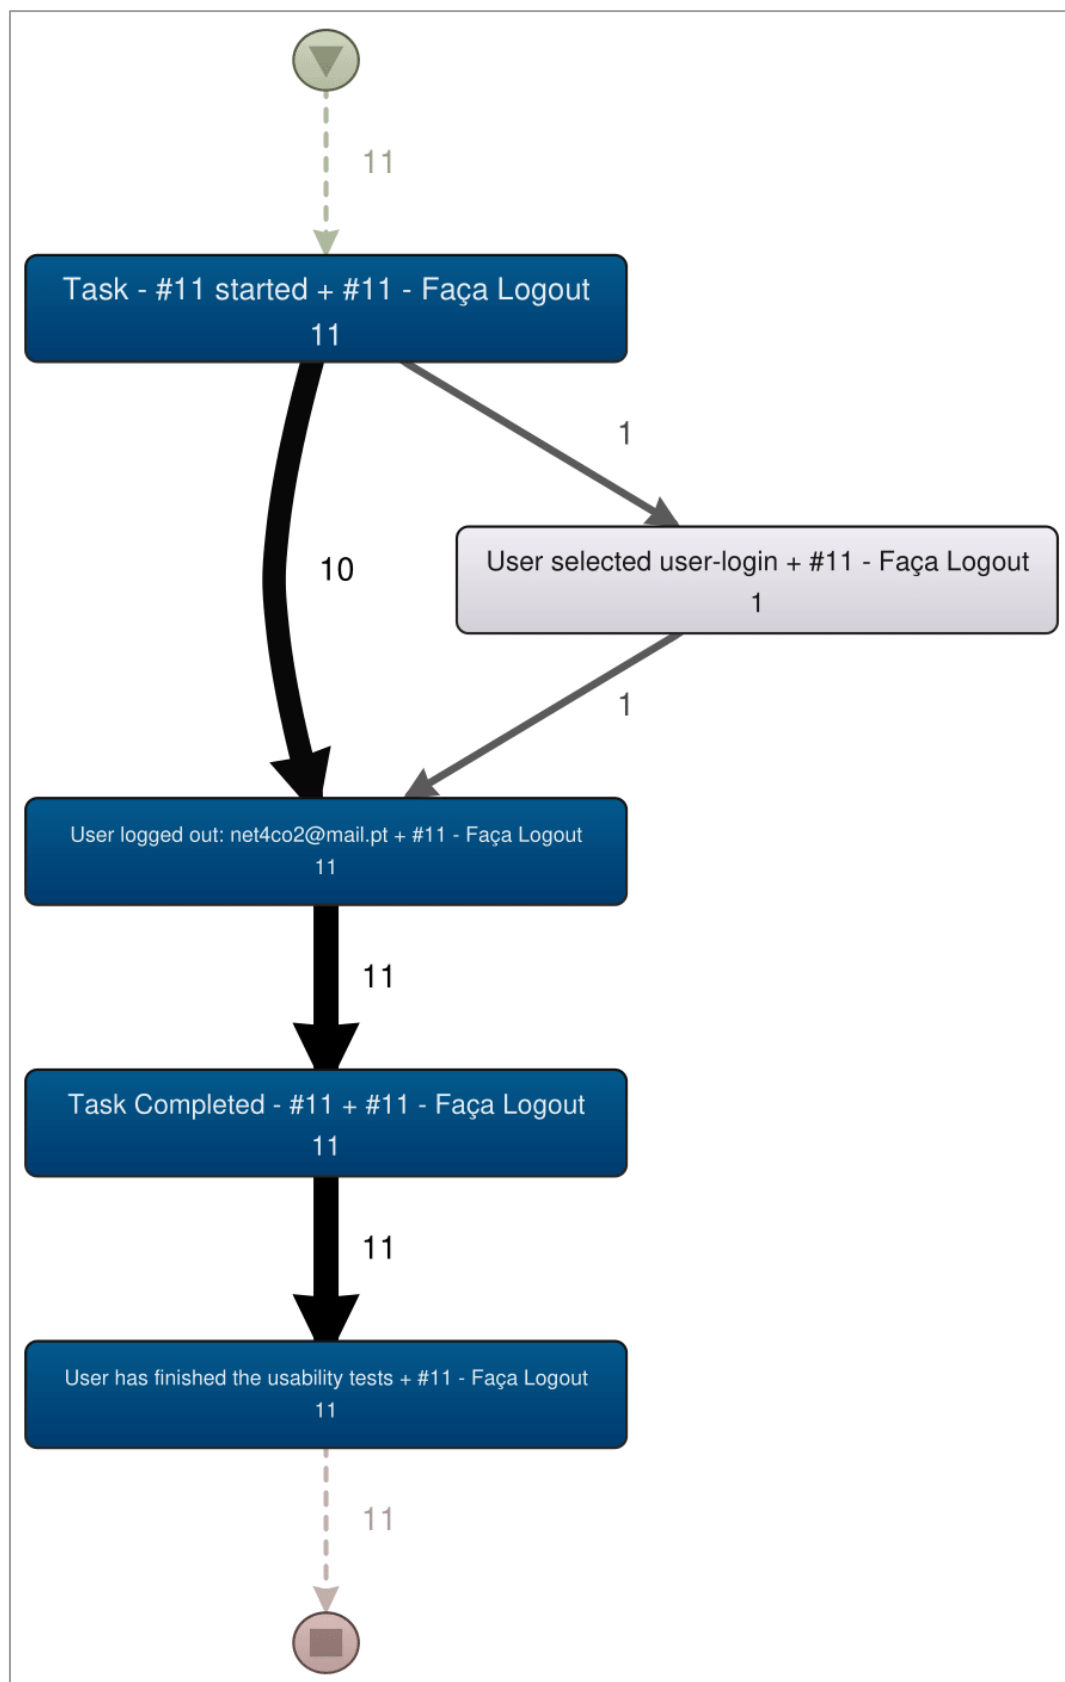 11
Task - #11 started + #11 - Faça Logout
11
1
10
User selected user-login + #11 - Faça Logout
1
1
User logged out: net4co2@mail.pt + #11 - Faça Logout
11
11
Task Completed - #11 + #11 - Faça Logout
11
11
User has finished the usability tests + #11 - Faça Logout
11
11